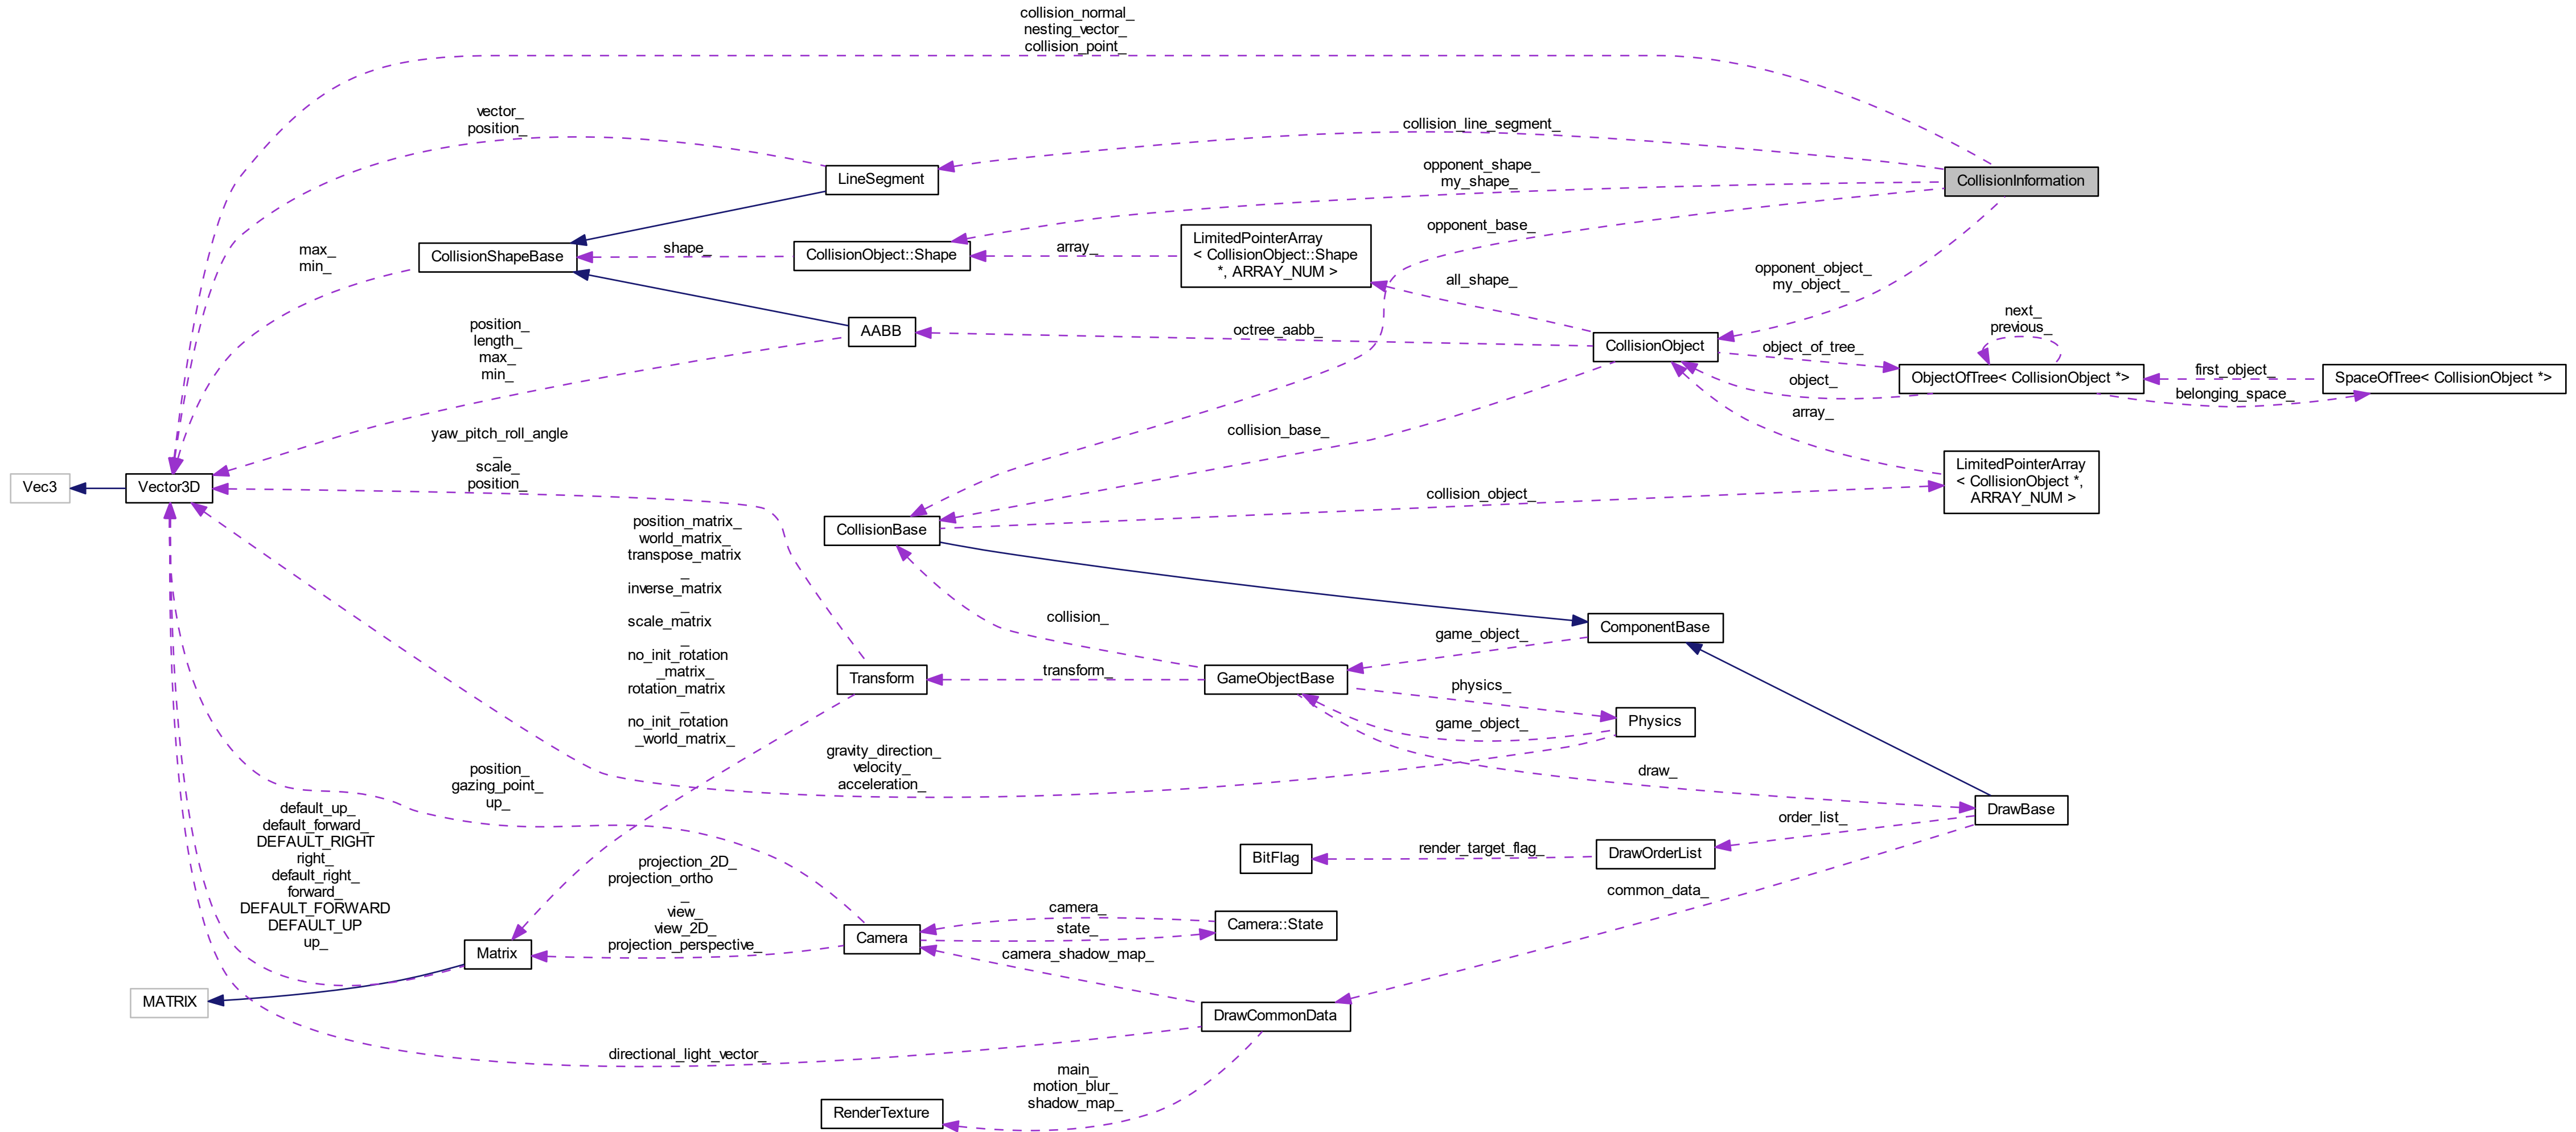 collision_normal_
nesting_vector_
collision_point_
vector_
position_
collision_line_segment_
LineSegment
opponent_shape_
my_shape_
CollisionInformation
opponent_base_
max_
min_
CollisionShapeBase
shape_
CollisionObject::Shape
array_
LimitedPointerArray
< CollisionObject::Shape
*, ARRAY_NUM >
all_shape_
opponent_object_
my_object_
position_
length_
max_
min_
AABB
octree_aabb_
CollisionObject
object_of_tree_
next_
previous_
ObjectOfTree< CollisionObject *>
first_object_
SpaceOfTree< CollisionObject *>
belonging_space_
object_
array_
yaw_pitch_roll_angle
_
scale_
position_
collision_base_
Vec3
Vector3D
LimitedPointerArray
< CollisionObject *,
ARRAY_NUM >
collision_object_
CollisionBase
position_matrix_
world_matrix_
transpose_matrix
_
inverse_matrix
_
scale_matrix
_
no_init_rotation
_matrix_
rotation_matrix
_
no_init_rotation
_world_matrix_
collision_
ComponentBase
game_object_
Transform
transform_
GameObjectBase
physics_
Physics
game_object_
gravity_direction_
velocity_
acceleration_
draw_
DrawBase
position_
gazing_point_
up_
default_up_
default_forward_
DEFAULT_RIGHT
right_
default_right_
forward_
DEFAULT_FORWARD
DEFAULT_UP
up_
order_list_
BitFlag
render_target_flag_
DrawOrderList
common_data_
projection_2D_
projection_ortho
_
view_
view_2D_
projection_perspective_
Camera
camera_
state_
Camera::State
camera_shadow_map_
Matrix
MATRIX
DrawCommonData
directional_light_vector_
main_
motion_blur_
shadow_map_
RenderTexture